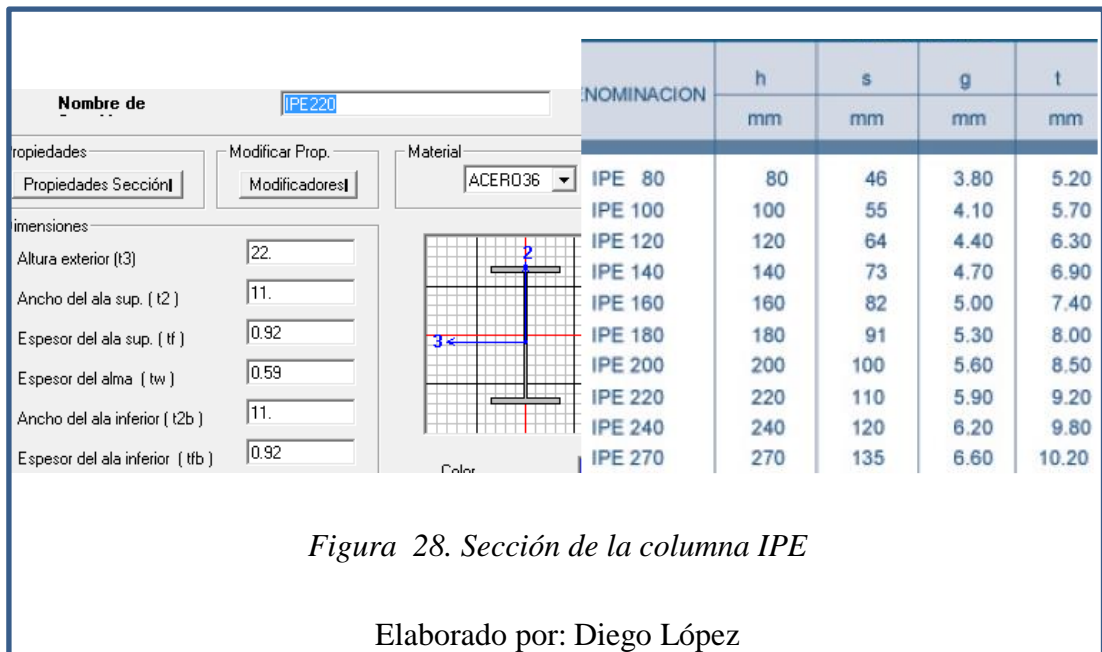 Nombre de
IPE220
ropiedades
Propiedades Sección
Modificar Prop.
Modificadores
Material
ACERO36
imensiones
Altura exterior (t3)
22.
Ancho del ala sup. ( t2 )
11.
Espesor del ala sup. ( tf )
0.92
Espesor del alma ( tw )
0.59
Ancho del ala inferior ( t2b )
11.
Espesor del ala inferior ( tfb )
0.92
2
3
Color
NOMINACION h s g t
mm mm mm mm
IPE 80 80 46 3.80 5.20
IPE 100 100 55 4.10 5.70
IPE 120 120 64 4.40 6.30
IPE 140 140 73 4.70 6.90
IPE 160 160 82 5.00 7.40
IPE 180 180 91 5.30 8.00
IPE 200 200 100 5.60 8.50
IPE 220 220 110 5.90 9.20
IPE 240 240 120 6.20 9.80
IPE 270 270 135 6.60 10.20
Figura 28. Sección de la columna IPE
Elaborado por: Diego López